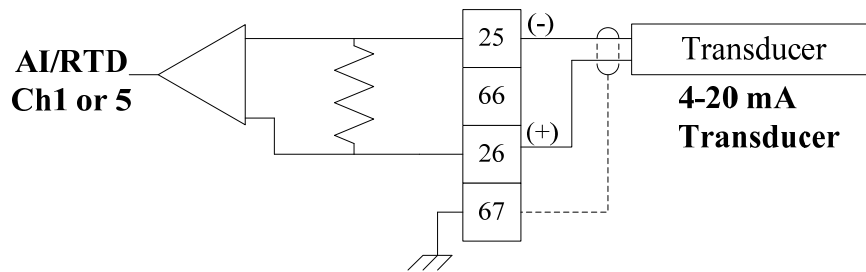 AI/RTD
Ch1 or 5
25
(-)
66
26
(+)
67
Transducer
4-20 mA
Transducer